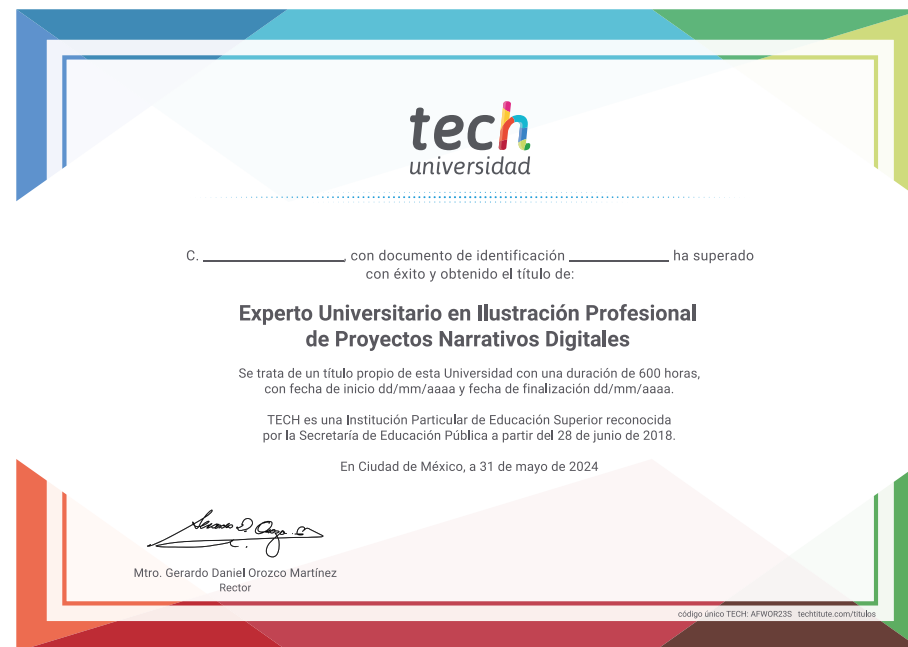 tech
universidad
C. ____________, con documento de identificación ____________ ha superado
con éxito y obtenido el título de:
Experto Universitario en Ilustración Profesional
de Proyectos Narrativos Digitales
Se trata de un título propio de esta Universidad con una duración de 600 horas,
con fecha de inicio dd/mm/aaaa y fecha de finalización dd/mm/aaaa.
TECH es una Institución Particular de Educación Superior reconocida
por la Secretaría de Educación Pública a partir del 28 de junio de 2018.
En Ciudad de México, a 31 de mayo de 2024
Mtro. Gerardo Daniel Orozco Martínez
Rector
código único TECH: AFWOR23S techtitute.com/titulos